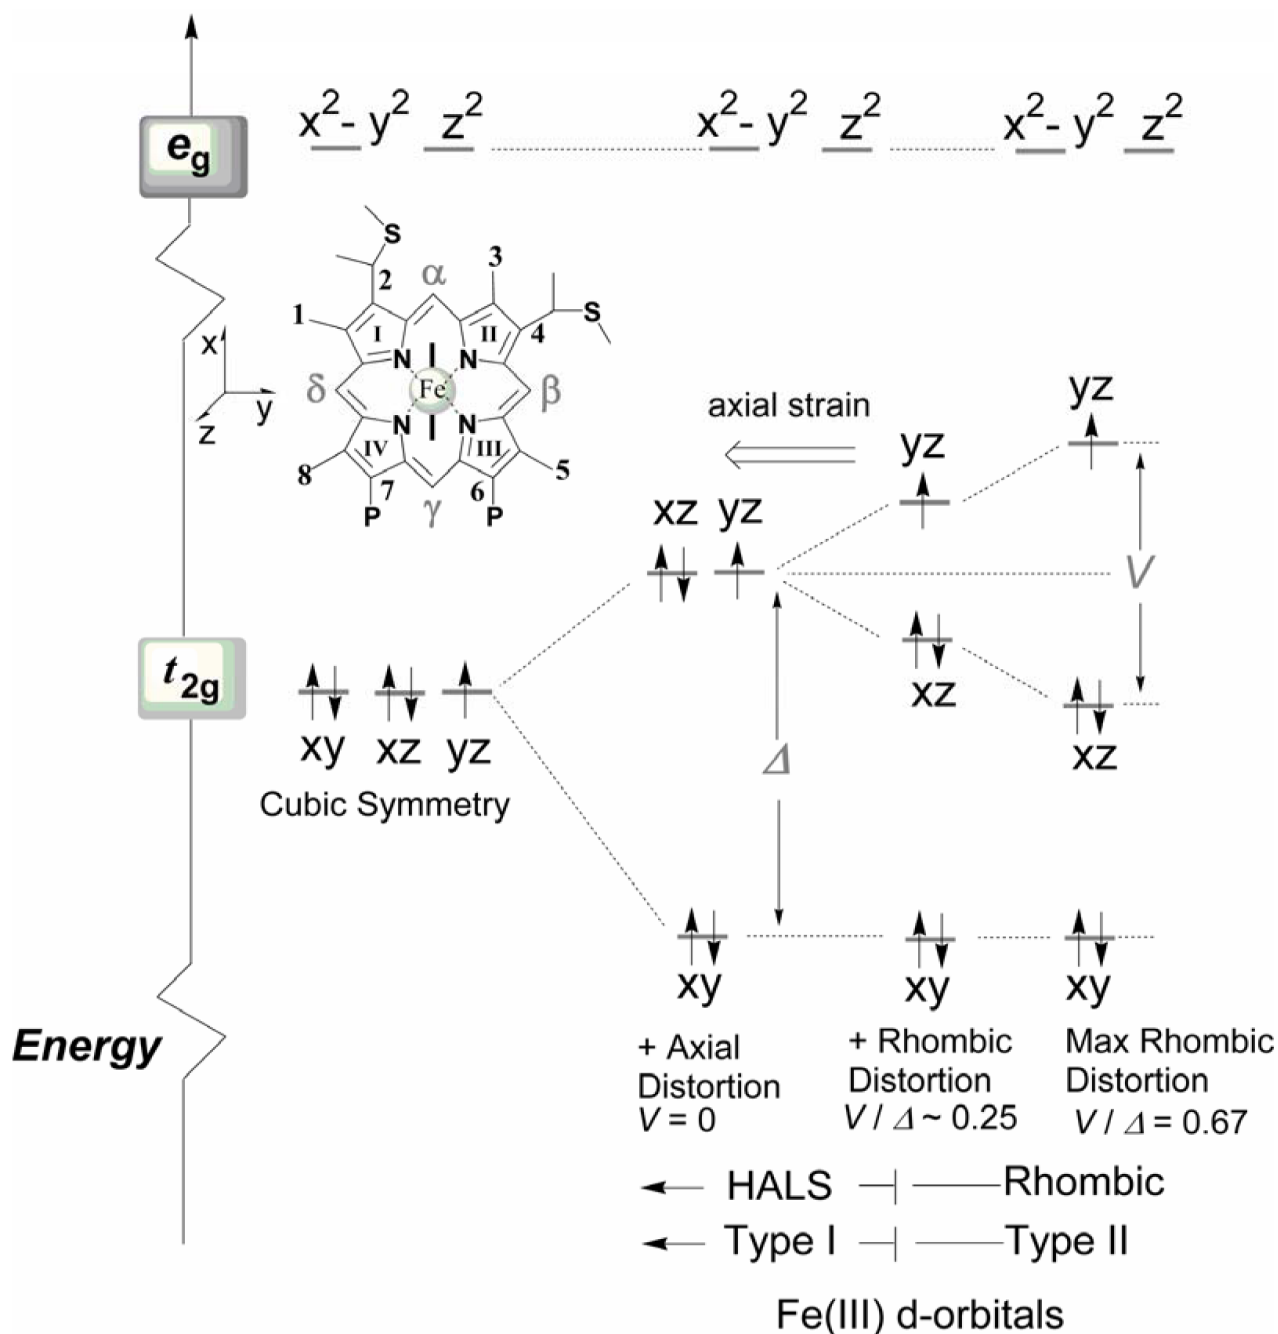 x²- y² z² x²- y² z² x²- y² z²
e_g
S
3
2 α
1 I II 4 S
x N N
δ Fe β
y
z N N
IV III
8 5
7 6
γ
P P
axial strain
yz
yz
xz yz
V
t_2g
xz
xy xz yz
xz
Δ
Cubic Symmetry
xy xy xy
Energy
+ Axial
Distortion
V = 0
+ Rhombic
Distortion
V / Δ ~ 0.25
Max Rhombic
Distortion
V / Δ = 0.67
HALS Rhombic
Type I Type II
Fe(III) d-orbitals